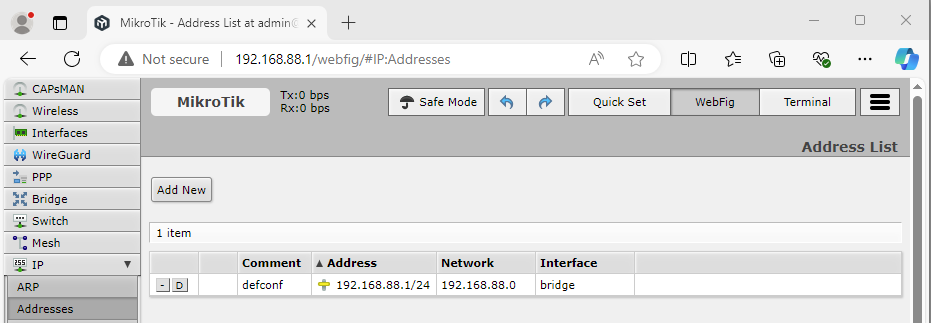 MikroTik - Address List at admin@
Not secure 192.168.88.1/webfig/#IP:Addresses
CAPsMAN
Wireless
Interfaces
WireGuard
PPP
Bridge
Switch
Mesh
IP
ARP
Addresses
MikroTik
Tx:0 bps
Rx:0 bps
Safe Mode Quick Set WebFig Terminal
Address List
Add New
1 item
Comment Address Network Interface
- D defconf 192.168.88.1/24 192.168.88.0 bridge